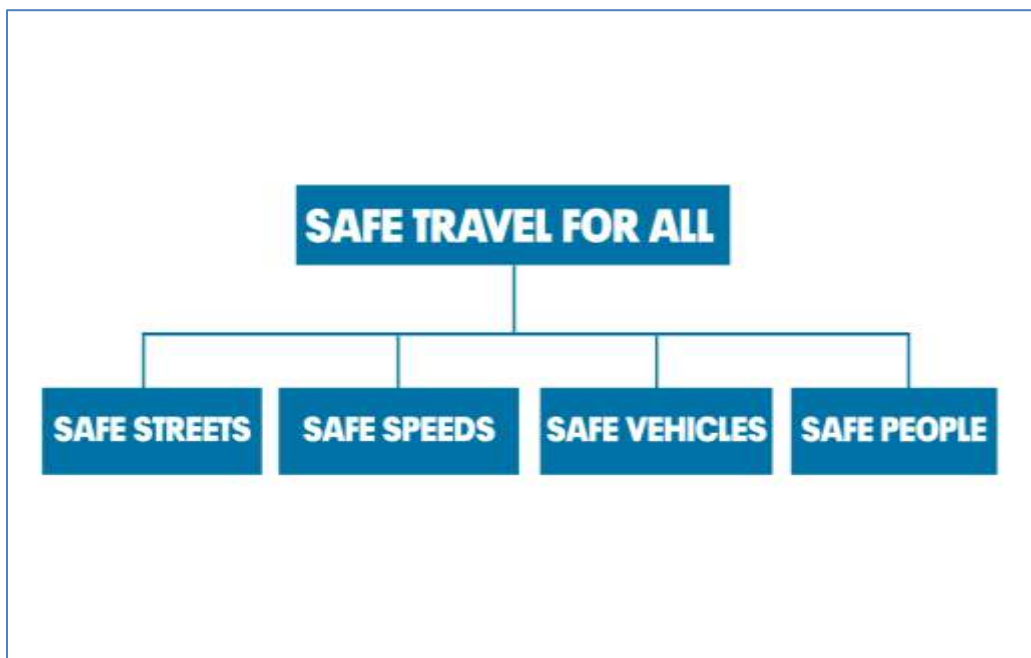 SAFE TRAVEL FOR ALL
SAFE STREETS
SAFE SPEEDS
SAFE VEHICLES
SAFE PEOPLE